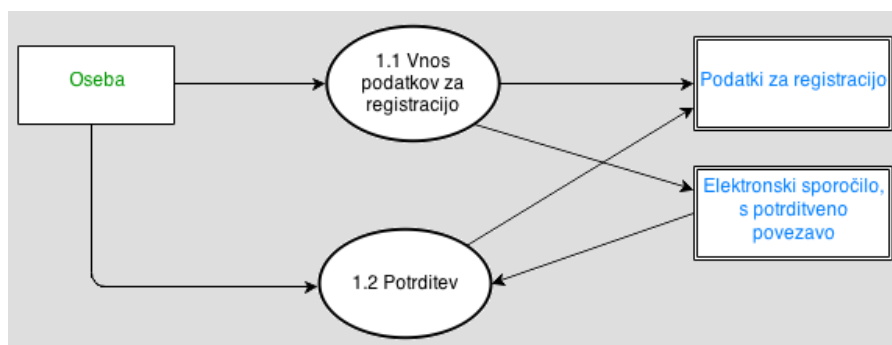 Oseba
1.1 Vnos
podatkov za
registracijo
Podatki za registracijo
Elektronski sporočilo,
s potrditveno
povezavo
1.2 Potrditev